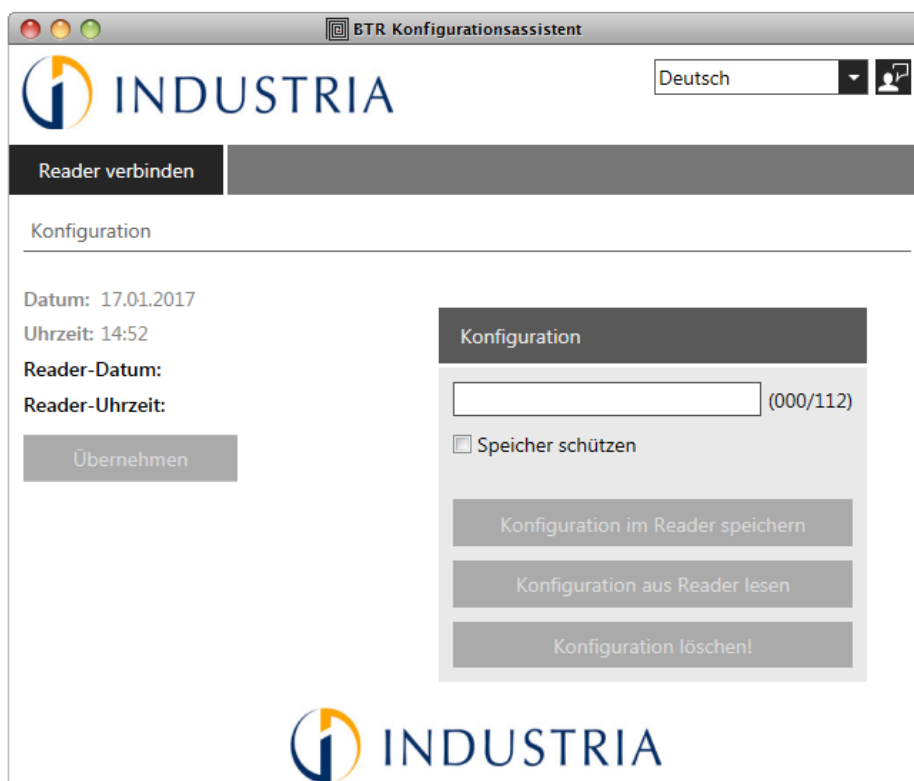 BTR Konfigurationsassistent
INDUSTRIA
Deutsch
Reader verbinden
Konfiguration
Datum: 17.01.2017
Uhrzeit: 14:52
Reader-Datum:
Reader-Uhrzeit:
Übernehmen
Konfiguration
(000/112)
Speicher schützen
Konfiguration im Reader speichern
Konfiguration aus Reader lesen
Konfiguration löschen!
INDUSTRIA